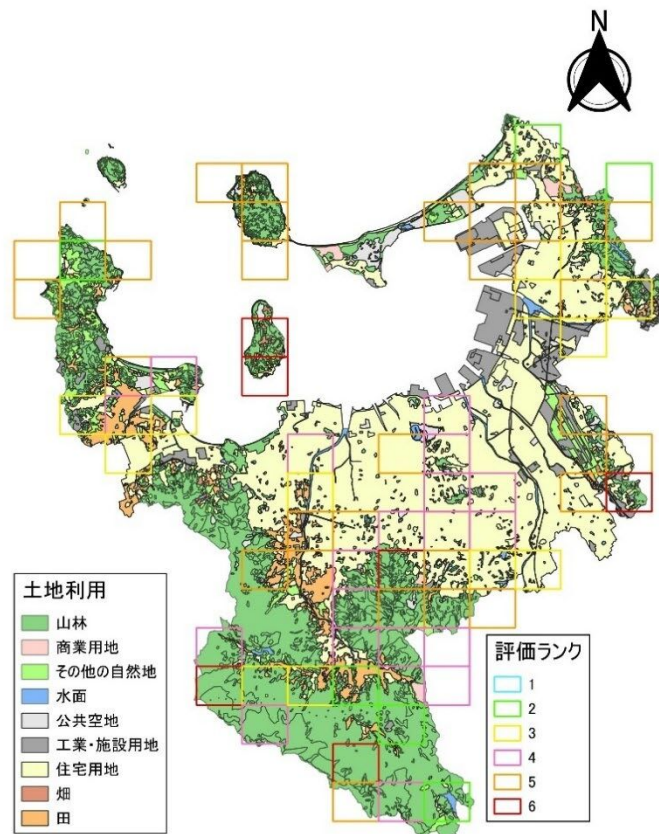 N
土地利用
山林
商業用地
その他の自然地
水面
公共空地
工業・施設用地
住宅用地
畑
田
評価ランク
1
2
3
4
5
6